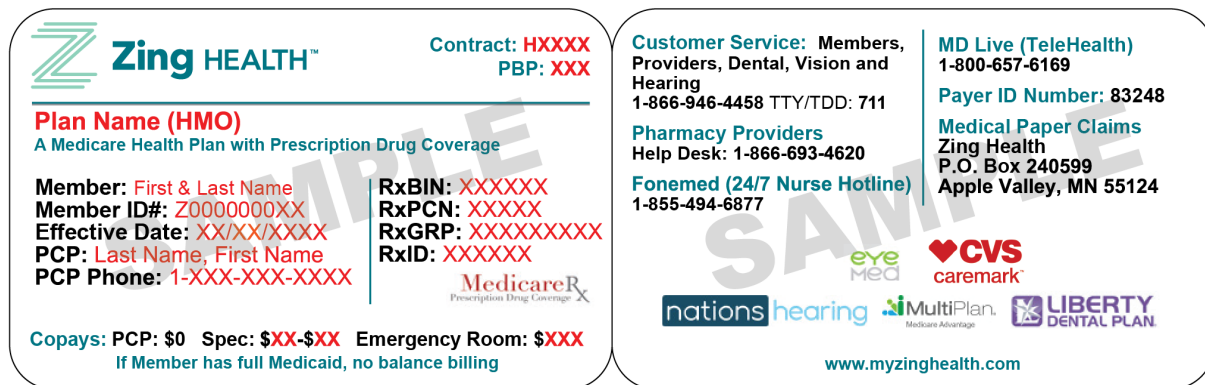 Zing HEALTH™
Contract: HXXXX
PBP: XXX
Plan Name (HMO)
A Medicare Health Plan with Prescription Drug Coverage
Member: First & Last Name
Member ID#: Z0000000XX
Effective Date: XX/XX/XXXX
PCP: Last Name, First Name
PCP Phone: 1-XXX-XXX-XXXX
RxBIN: XXXXXX
RxPCN: XXXXX
RxGRP: XXXXXXXXX
RxID: XXXXXX
MedicareRx
Prescription Drug Coverage
SAMPLE
Copays: PCP: $0 Spec: $XX-$XX Emergency Room: $XXX
If Member has full Medicaid, no balance billing
Customer Service: Members,
Providers, Dental, Vision and
Hearing
1-866-946-4458 TTY/TDD: 711
Pharmacy Providers
Help Desk: 1-866-693-4620
Fonemed (24/7 Nurse Hotline)
1-855-494-6877
MD Live (TeleHealth)
1-800-657-6169
Payer ID Number: 83248
Medical Paper Claims
Zing Health
P.O. Box 240599
Apple Valley, MN 55124
SAMPLE
eye
Med
CVS
caremark™
nations hearing
MultiPlan.
Medicare Advantage
LIBERTY
DENTAL PLAN.
www.myzinghealth.com